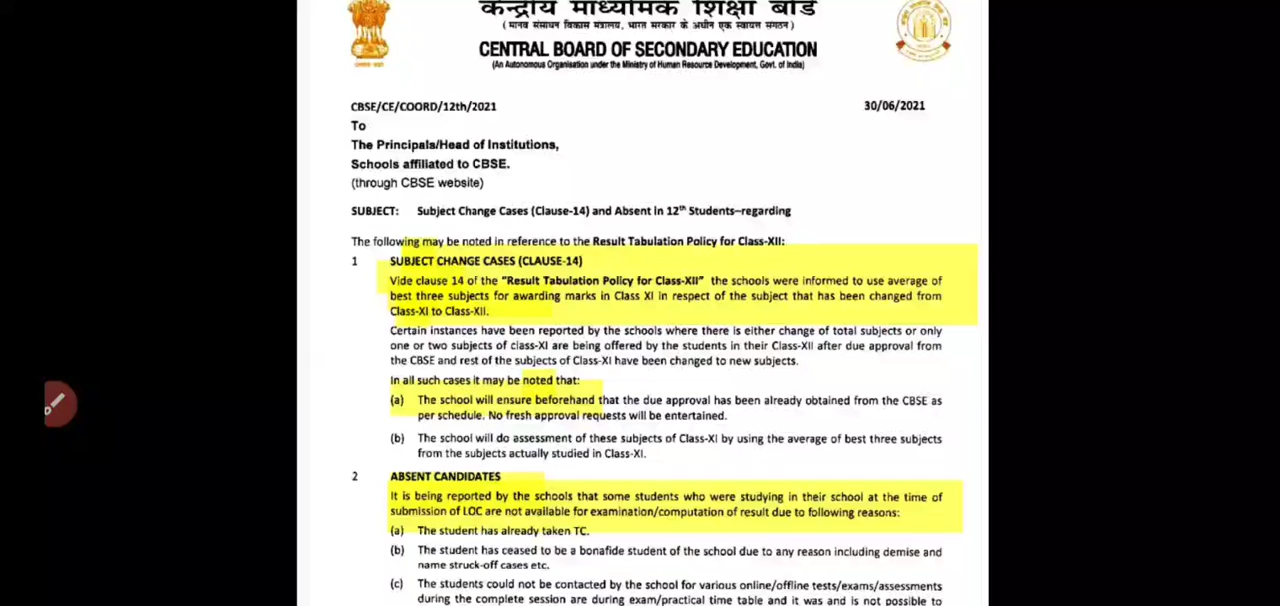 केन्द्रीय माध्यमिक शिक्षा बोर्ड
(मानव संसाधन विकास मंत्रालय, भारत सरकार के अधीन एक स्वायत्त संगठन)
CENTRAL BOARD OF SECONDARY EDUCATION
(An Autonomous Organisation under the Ministry of Human Resource Development, Govt. of India)
CBSE/CE/COORD/12th/2021 30/06/2021
To
The Principals/Head of Institutions,
Schools affiliated to CBSE.
(through CBSE website)
SUBJECT: Subject Change Cases (Clause-14) and Absent in 12th Students–regarding
The following may be noted in reference to the Result Tabulation Policy for Class-XII:
1 SUBJECT CHANGE CASES (CLAUSE-14)
Vide clause 14 of the "Result Tabulation Policy for Class-XII" the schools were informed to use average of
best three subjects for awarding marks in Class XI in respect of the subject that has been changed from
Class-XI to Class-XII.
Certain instances have been reported by the schools where there is either change of total subjects or only
one or two subjects of class-XI are being offered by the students in their Class-XII after due approval from
the CBSE and rest of the subjects of Class-XI have been changed to new subjects.
In all such cases it may be noted that:
(a) The school will ensure beforehand that the due approval has been already obtained from the CBSE as
per schedule. No fresh approval requests will be entertained.
(b) The school will do assessment of these subjects of Class-XI by using the average of best three subjects
from the subjects actually studied in Class-XI.
2 ABSENT CANDIDATES
It is being reported by the schools that some students who were studying in their school at the time of
submission of LOC are not available for examination/computation of result due to following reasons:
(a) The student has already taken TC.
(b) The student has ceased to be a bonafide student of the school due to any reason including demise and
name struck-off cases etc.
(c) The students could not be contacted by the school for various online/offline tests/exams/assessments
during the complete session are during exam/practical time table and it was and is not possible to